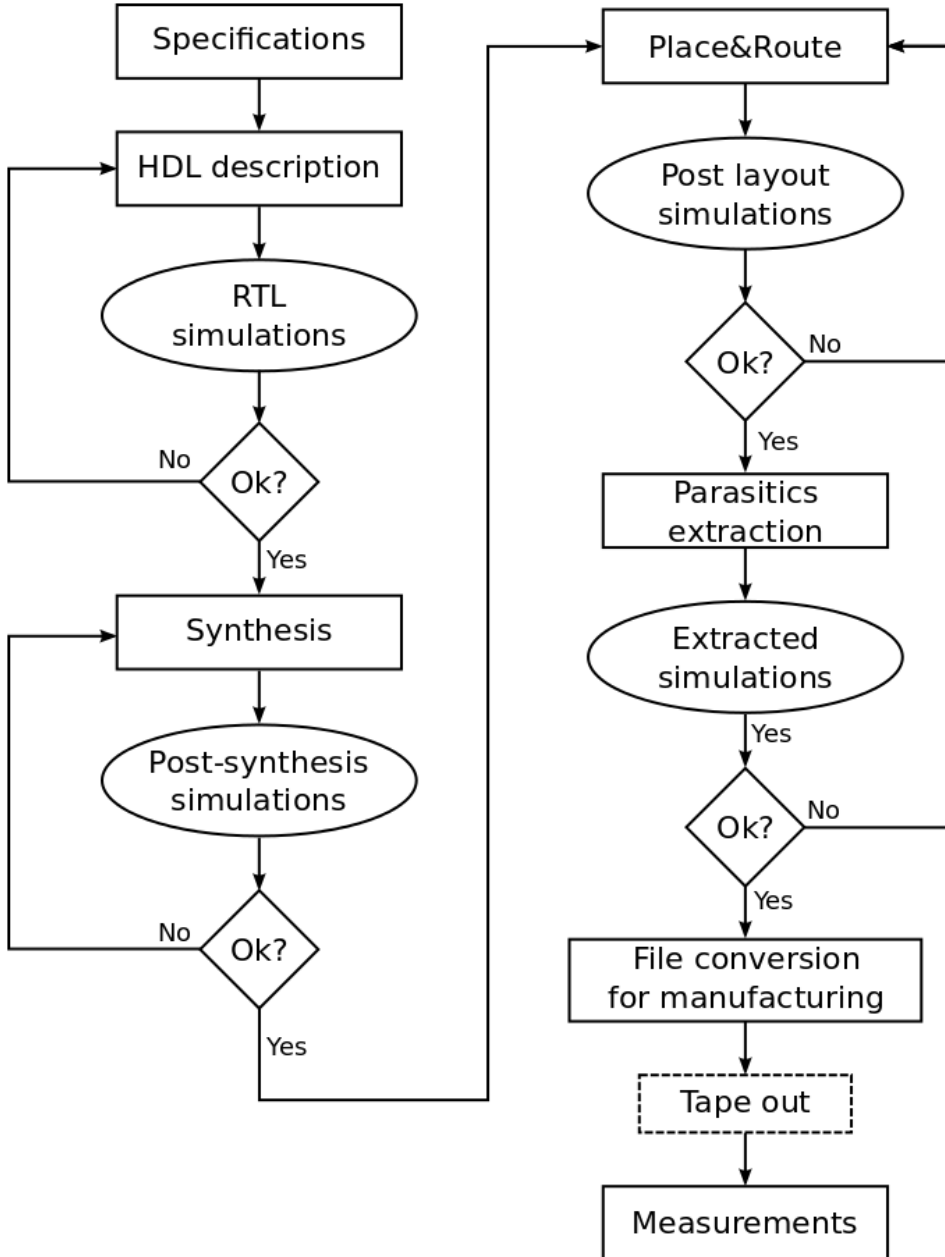 Specifications
HDL description
RTL
simulations
No
Ok?
Yes
Synthesis
Post-synthesis
simulations
No
Ok?
Yes
Place&Route
Post layout
simulations
No
Ok?
Yes
Parasitics
extraction
Extracted
simulations
Yes
No
Ok?
Yes
File conversion
for manufacturing
Tape out
Measurements